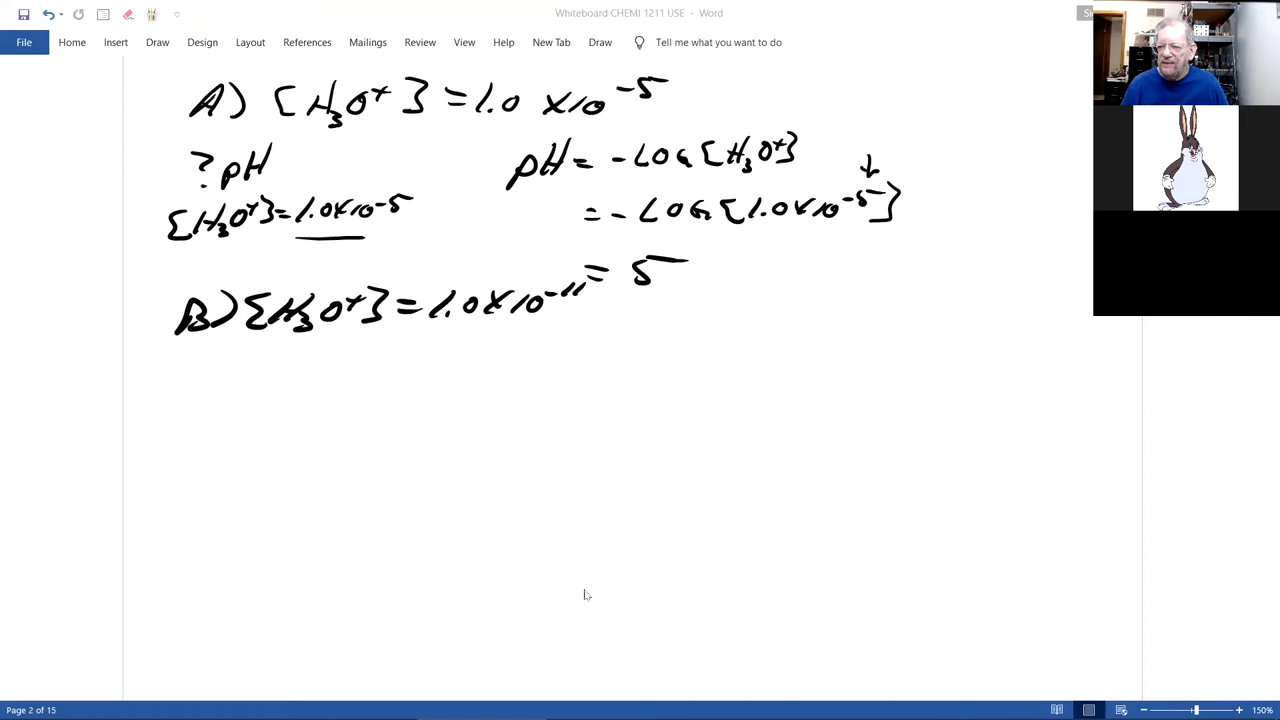 Whiteboard CHEMI 1211 USE - Word
File Home Insert Draw Design Layout References Mailings Review View Help New Tab Draw Tell me what you want to do
A) [H₃O⁺] = 1.0 x10⁻⁵
? pH
pH = -LOG[H₃O⁺]
[H₃O⁺] = 1.0x10⁻⁵
= - LOG[1.0x10⁻⁵]
= 5
B) [H₃O⁺] = 1.0x10⁻¹¹
Page 2 of 15
150%